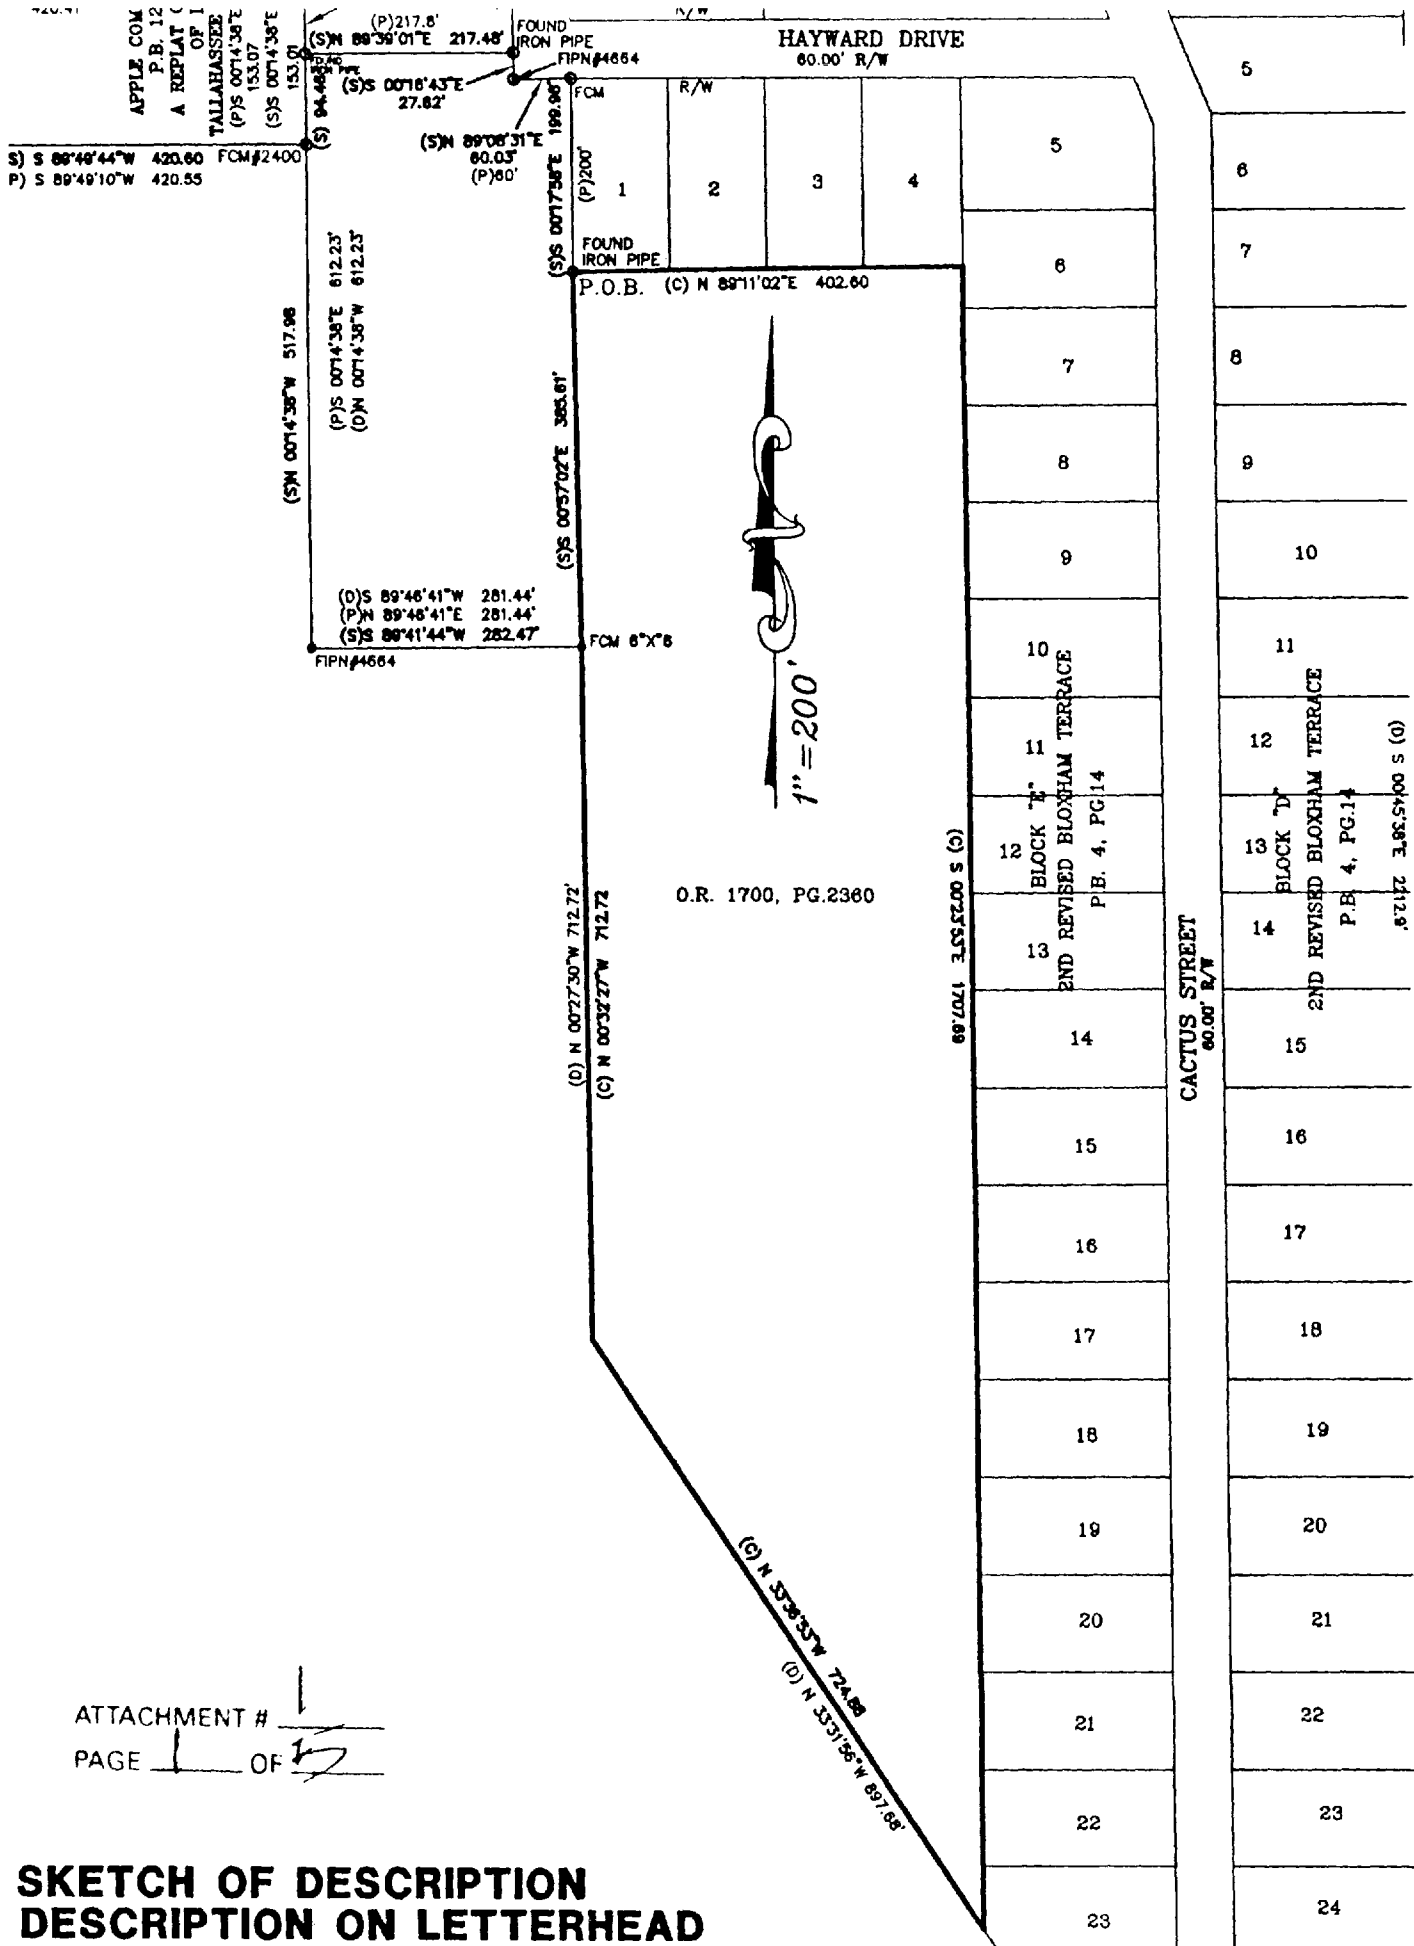 APPLE COM
P.B. 12
A REPLAT
OF
TALLAHASSEE
(P)S 00°14'38"E
153.07
(S)S 00°14'38"E
153.01
(S) 94.46
(P)217.8'
(S)N 89°39'01"E 217.48'
FOUND
IRON PIPE
FIPN#4664
(S)S 00°16'43"E
27.82'
R/W
HAYWARD DRIVE
60.00' R/W
FCM
R/W
(S)N 89°08'31"E
60.03'
(P)60'
(S)S 00°17'58"E 199.96'
(P)200'
S) S 89°49'44"W 420.60
P) S 89°49'10"W 420.55
FCM#2400
1
2
3
4
FOUND
IRON PIPE
P.O.B.
(C) N 89°11'02"E 402.60
(S)N 00°14'38"W 517.98
(P)S 00°14'38"E 612.23'
(D)N 00°14'38"W 612.23'
(S)S 00°57'02"E 385.61'
(D)S 89°46'41"W 281.44'
(P)N 89°46'41"E 281.44'
(S)S 89°41'44"W 282.47'
FIPN#4664
FCM 6"X"6
1"=200'
O.R. 1700, PG.2360
(D) N 00°27'30"W 712.72'
(C) N 00°32'27"W 712.72
(C) S 00°23'53"E 1707.69
(C) N 33°36'53"W 724.88
(D) N 33°31'56"W 897.68'
5
6
7
8
9
10
11
12
13
14
15
16
17
18
19
20
21
22
23
BLOCK "E"
2ND REVISED BLOXHAM TERRACE
P.B. 4, PG.14
CACTUS STREET
60.00' R/W
5
6
7
8
9
10
11
12
13
14
15
16
17
18
19
20
21
22
23
24
BLOCK "D"
2ND REVISED BLOXHAM TERRACE
P.B. 4, PG.14
(D) S 00°45'38"E 2212.9'
ATTACHMENT # 1
PAGE 1 OF 5
SKETCH OF DESCRIPTION
DESCRIPTION ON LETTERHEAD